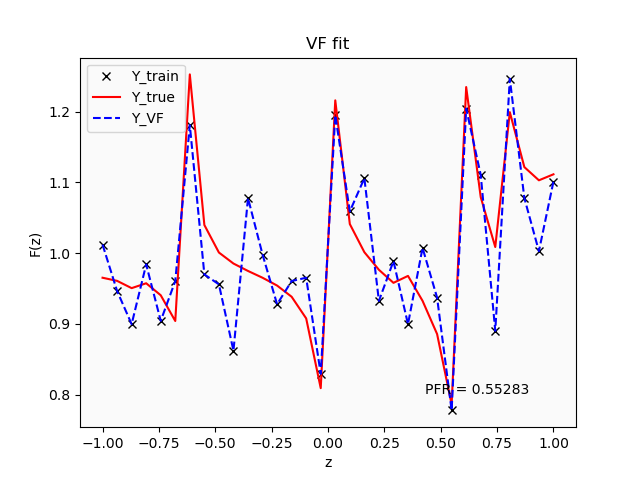 VF fit
Y_train
Y_true
Y_VF
F(z)
1.2
1.1
1.0
0.9
0.8
PFR = 0.55283
−1.00 −0.75 −0.50 −0.25 0.00 0.25 0.50 0.75 1.00
z